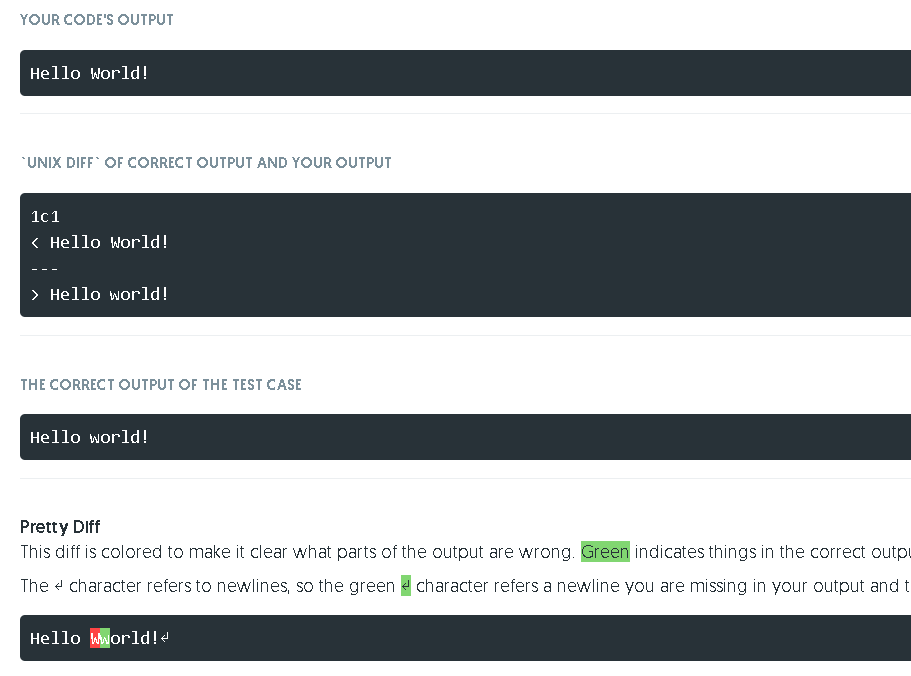 YOUR CODE'S OUTPUT
Hello World!
`UNIX DIFF` OF CORRECT OUTPUT AND YOUR OUTPUT
1c1
< Hello World!
---
> Hello world!
THE CORRECT OUTPUT OF THE TEST CASE
Hello world!
Pretty Diff
This diff is colored to make it clear what parts of the output are wrong. Green indicates things in the correct outpu
The ↲ character refers to newlines, so the green ↲ character refers a newline you are missing in your output and t
Hello Wworld!↲